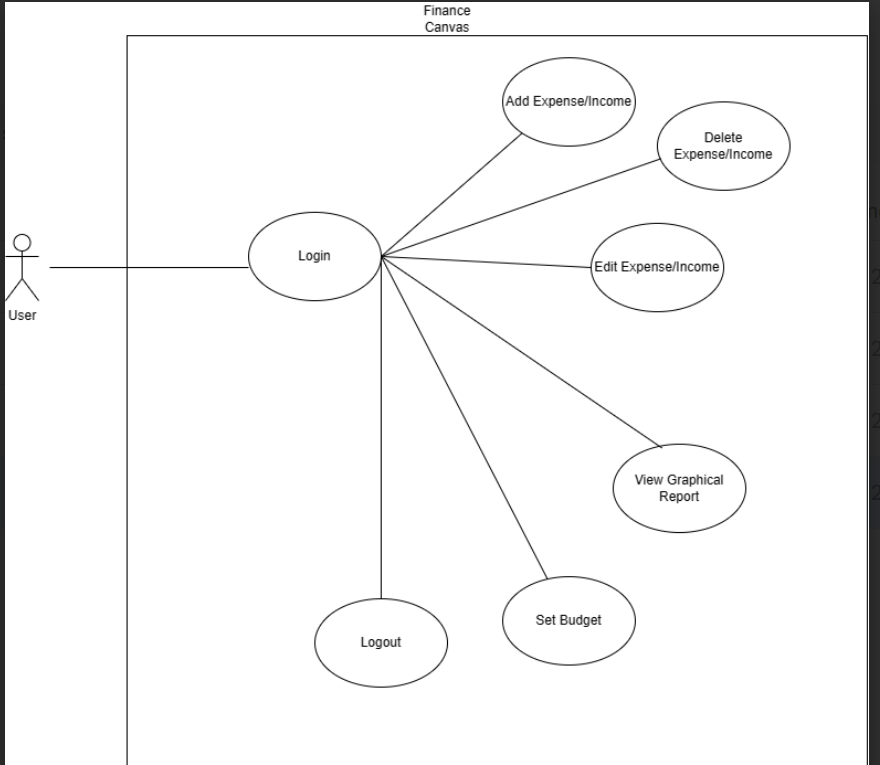 Finance
Canvas
Add Expense/Income
Delete
Expense/Income
Login
Edit Expense/Income
User
View Graphical
Report
Set Budget
Logout